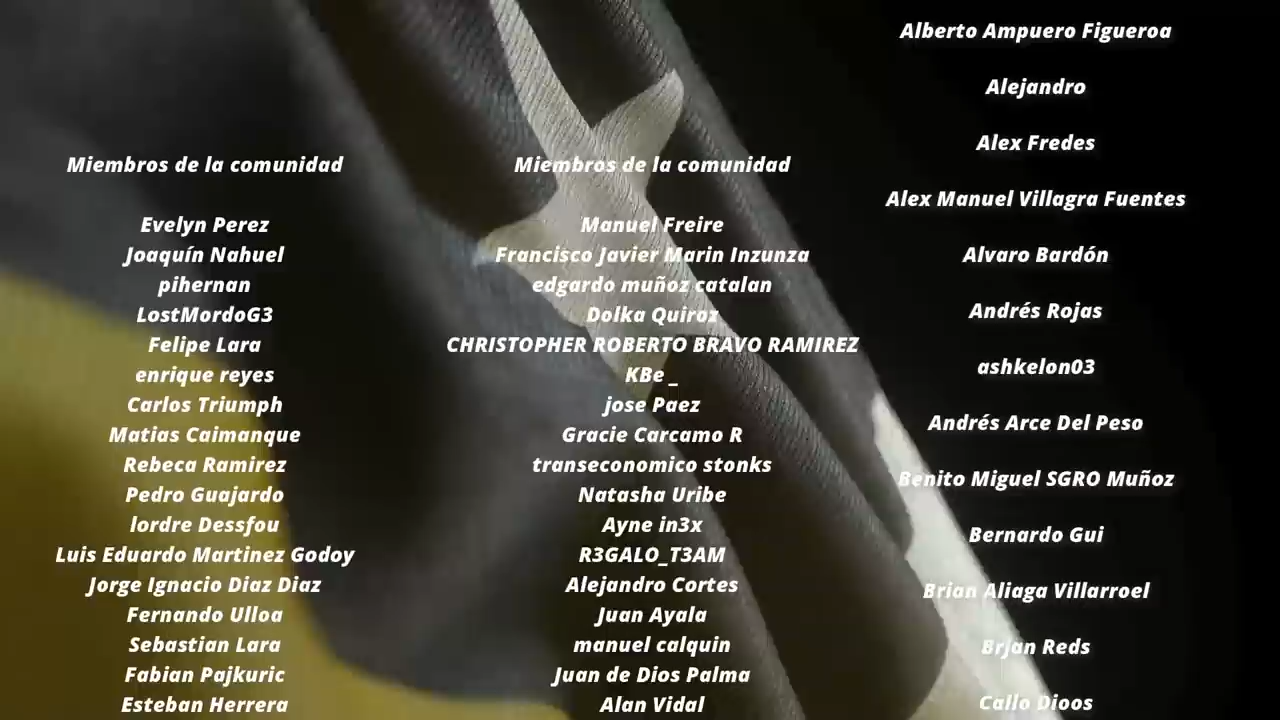 Miembros de la comunidad
Evelyn Perez
Joaquín Nahuel
pihernan
LostMordoG3
Felipe Lara
enrique reyes
Carlos Triumph
Matias Caimanque
Rebeca Ramirez
Pedro Guajardo
lordre Dessfou
Luis Eduardo Martinez Godoy
Jorge Ignacio Diaz Diaz
Fernando Ulloa
Sebastian Lara
Fabian Pajkuric
Esteban Herrera
Miembros de la comunidad
Manuel Freire
Francisco Javier Marin Inzunza
edgardo muñoz catalan
Dolka Quiroz
CHRISTOPHER ROBERTO BRAVO RAMIREZ
KBe _
jose Paez
Gracie Carcamo R
transeconomico stonks
Natasha Uribe
Ayne in3x
R3GALO_T3AM
Alejandro Cortes
Juan Ayala
manuel calquin
Juan de Dios Palma
Alan Vidal
Alberto Ampuero Figueroa
Alejandro
Alex Fredes
Alex Manuel Villagra Fuentes
Alvaro Bardón
Andrés Rojas
ashkelon03
Andrés Arce Del Peso
Benito Miguel SGRO Muñoz
Bernardo Gui
Brian Aliaga Villarroel
Brjan Reds
Callo Dioos